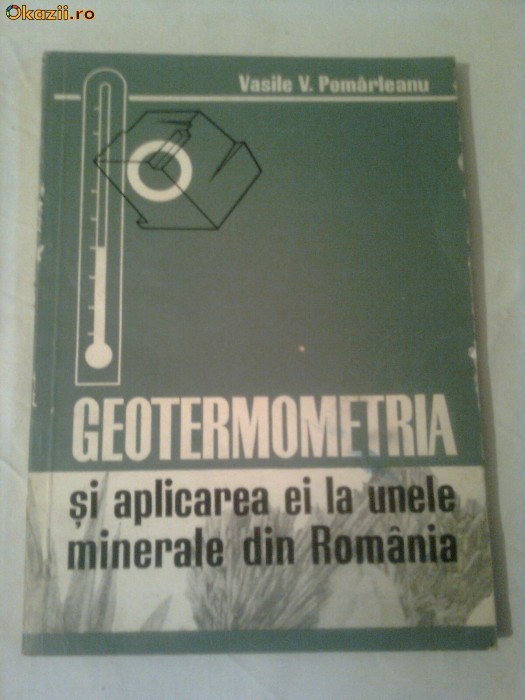 Okazii.ro
Vasile V. Pomârleanu
GEOTERMOMETRIA
și aplicarea ei la unele
minerale din România